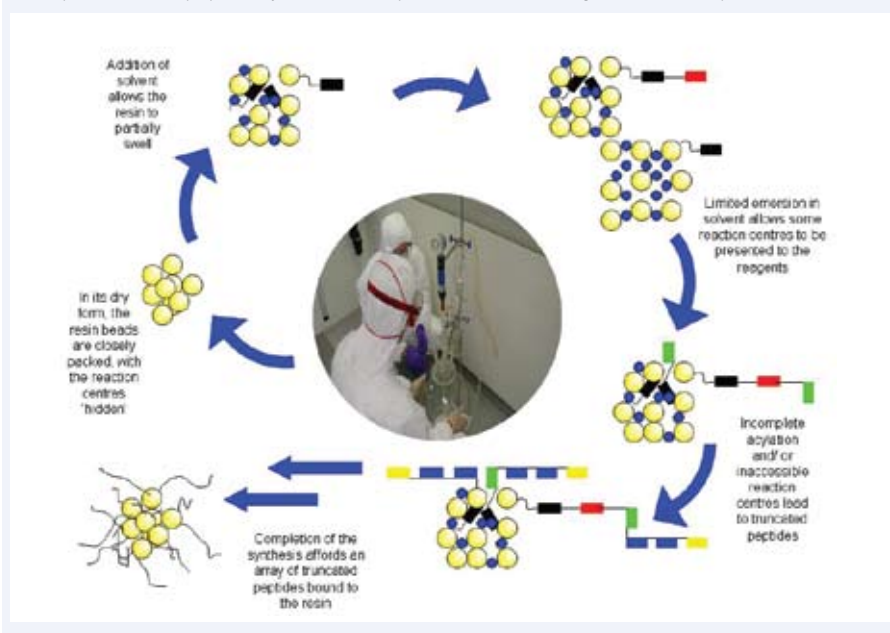 Addition of
solvent
allows the
resin to
partially
swell
Limited emersion in
solvent allows some
reaction centres to be
presented to the
reagents
Incomplete
acylation
and/ or
inaccessible
reaction
centres lead
to truncated
peptides
Completion of the
synthesis affords an
array of truncated
peptides bound to
the resin
In its dry
form, the
resin beads
are closely
packed, with
the reaction
centres
'hidden'